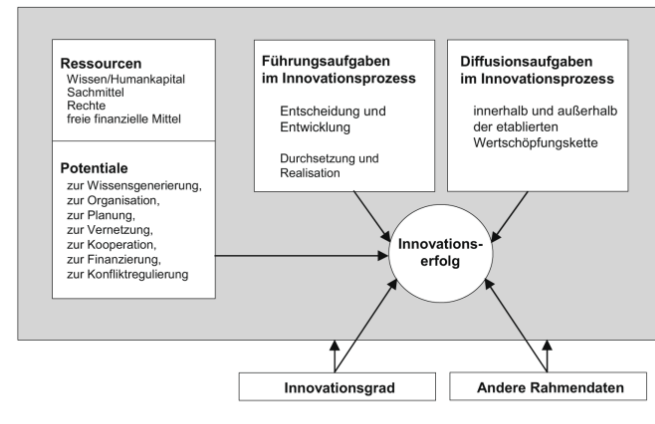 Ressourcen
Wissen/Humankapital
Sachmittel
Rechte
freie finanzielle Mittel
Potentiale
zur Wissensgenerierung,
zur Organisation,
zur Planung,
zur Vernetzung,
zur Kooperation,
zur Finanzierung,
zur Konfliktregulierung
Führungsaufgaben
im Innovationsprozess
Entscheidung und
Entwicklung
Durchsetzung und
Realisation
Diffusionsaufgaben
im Innovationsprozess
innerhalb und außerhalb
der etablierten
Wertschöpfungskette
Innovations-
erfolg
Innovationsgrad
Andere Rahmendaten